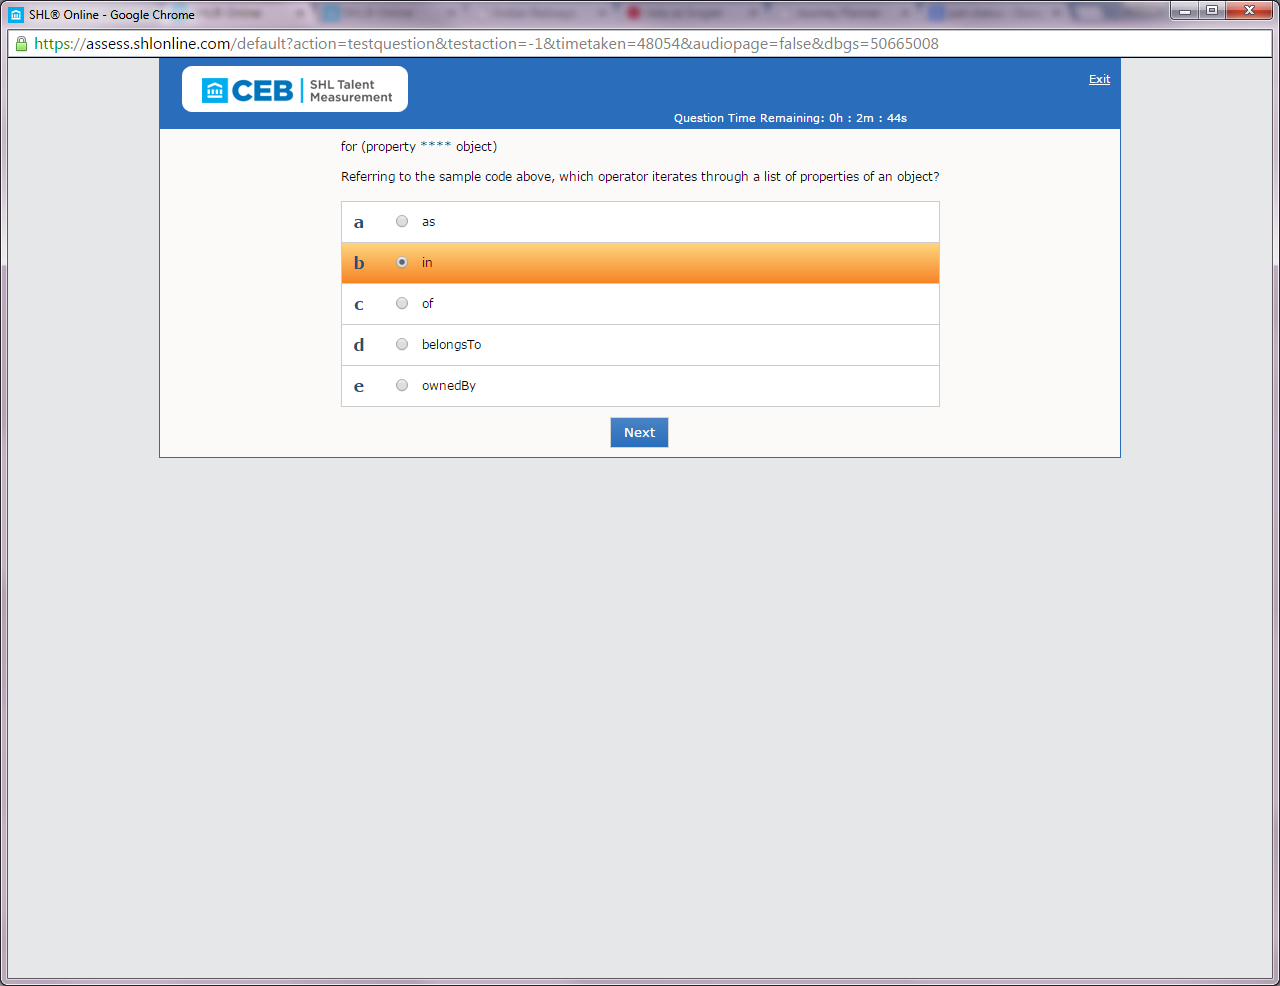 SHL® Online - Google Chrome
https://assess.shlonline.com/default?action=testquestion&testaction=-1&timetaken=48054&audiopage=false&dbgs=50665008
CEB SHL Talent
Measurement
Exit
Question Time Remaining: 0h : 2m : 44s
for (property **** object)
Referring to the sample code above, which operator iterates through a list of properties of an object?
a as
b in
c of
d belongsTo
e ownedBy
Next